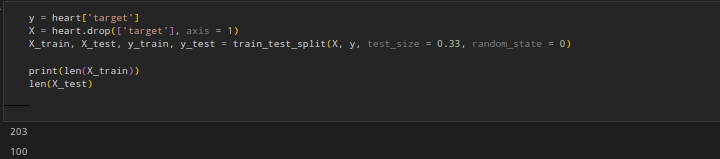 y = heart['target']
X = heart.drop(['target'], axis = 1)
X_train, X_test, y_train, y_test = train_test_split(X, y, test_size = 0.33, random_state = 0)
print(len(X_train))
len(X_test)
203
100